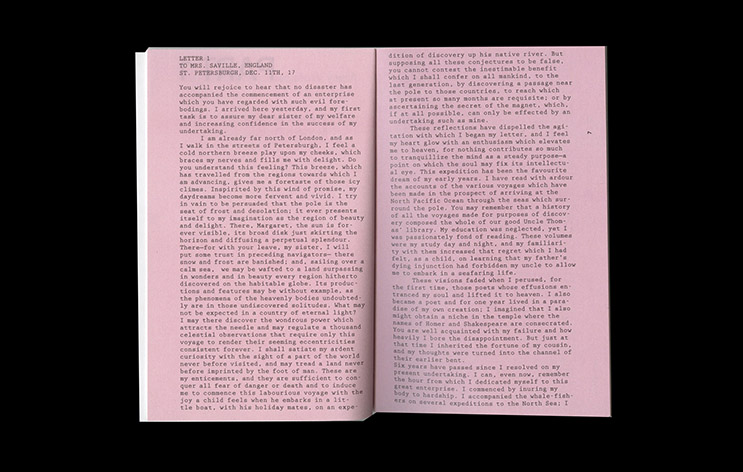 LETTER 1
TO MRS. SAVILLE, ENGLAND
ST. PETERSBURGH, DEC. 11TH, 17
You will rejoice to hear that no disaster has
accompanied the commencement of an enterprise
which you have regarded with such evil fore-
bodings. I arrived here yesterday, and my first
task is to assure my dear sister of my welfare
and increasing confidence in the success of my
undertaking.
I am already far north of London, and as
I walk in the streets of Petersburgh, I feel a
cold northern breeze play upon my cheeks, which
braces my nerves and fills me with delight. Do
you understand this feeling? This breeze, which
has travelled from the regions towards which I
am advancing, gives me a foretaste of those icy
climes. Inspirited by this wind of promise, my
daydreams become more fervent and vivid. I try
in vain to be persuaded that the pole is the
seat of frost and desolation; it ever presents
itself to my imagination as the region of beauty
and delight. There, Margaret, the sun is for-
ever visible, its broad disk just skirting the
horizon and diffusing a perpetual splendour.
There—for with your leave, my sister, I will
put some trust in preceding navigators— there
snow and frost are banished; and, sailing over a
calm sea, we may be wafted to a land surpassing
in wonders and in beauty every region hitherto
discovered on the habitable globe. Its produc-
tions and features may be without example, as
the phenomena of the heavenly bodies undoubted-
ly are in those undiscovered solitudes. What may
not be expected in a country of eternal light?
I may there discover the wondrous power which
attracts the needle and may regulate a thousand
celestial observations that require only this
voyage to render their seeming eccentricities
consistent forever. I shall satiate my ardent
curiosity with the sight of a part of the world
never before visited, and may tread a land never
before imprinted by the foot of man. These are
my enticements, and they are sufficient to con-
quer all fear of danger or death and to induce
me to commence this labourious voyage with the
joy a child feels when he embarks in a lit-
tle boat, with his holiday mates, on an expe-
dition of discovery up his native river. But
supposing all these conjectures to be false,
you cannot contest the inestimable benefit
which I shall confer on all mankind, to the
last generation, by discovering a passage near
the pole to those countries, to reach which
at present so many months are requisite; or by
ascertaining the secret of the magnet, which,
if at all possible, can only be effected by an
undertaking such as mine.
These reflections have dispelled the agi-
tation with which I began my letter, and I feel
my heart glow with an enthusiasm which elevates
me to heaven, for nothing contributes so much
to tranquillize the mind as a steady purpose—a
point on which the soul may fix its intellectu-
al eye. This expedition has been the favourite
dream of my early years. I have read with ardour
the accounts of the various voyages which have
been made in the prospect of arriving at the
North Pacific Ocean through the seas which sur-
round the pole. You may remember that a history
of all the voyages made for purposes of discov-
ery composed the whole of our good Uncle Thom-
as' library. My education was neglected, yet I
was passionately fond of reading. These volumes
were my study day and night, and my familiari-
ty with them increased that regret which I had
felt, as a child, on learning that my father's
dying injunction had forbidden my uncle to allow
me to embark in a seafaring life.
These visions faded when I perused, for
the first time, those poets whose effusions en-
tranced my soul and lifted it to heaven. I also
became a poet and for one year lived in a para-
dise of my own creation; I imagined that I also
might obtain a niche in the temple where the
names of Homer and Shakespeare are consecrated.
You are well acquainted with my failure and how
heavily I bore the disappointment. But just at
that time I inherited the fortune of my cousin,
and my thoughts were turned into the channel of
their earlier bent.
Six years have passed since I resolved on my
present undertaking. I can, even now, remember
the hour from which I dedicated myself to this
great enterprise. I commenced by inuring my
body to hardship. I accompanied the whale-fish-
ers on several expeditions to the North Sea; I
7